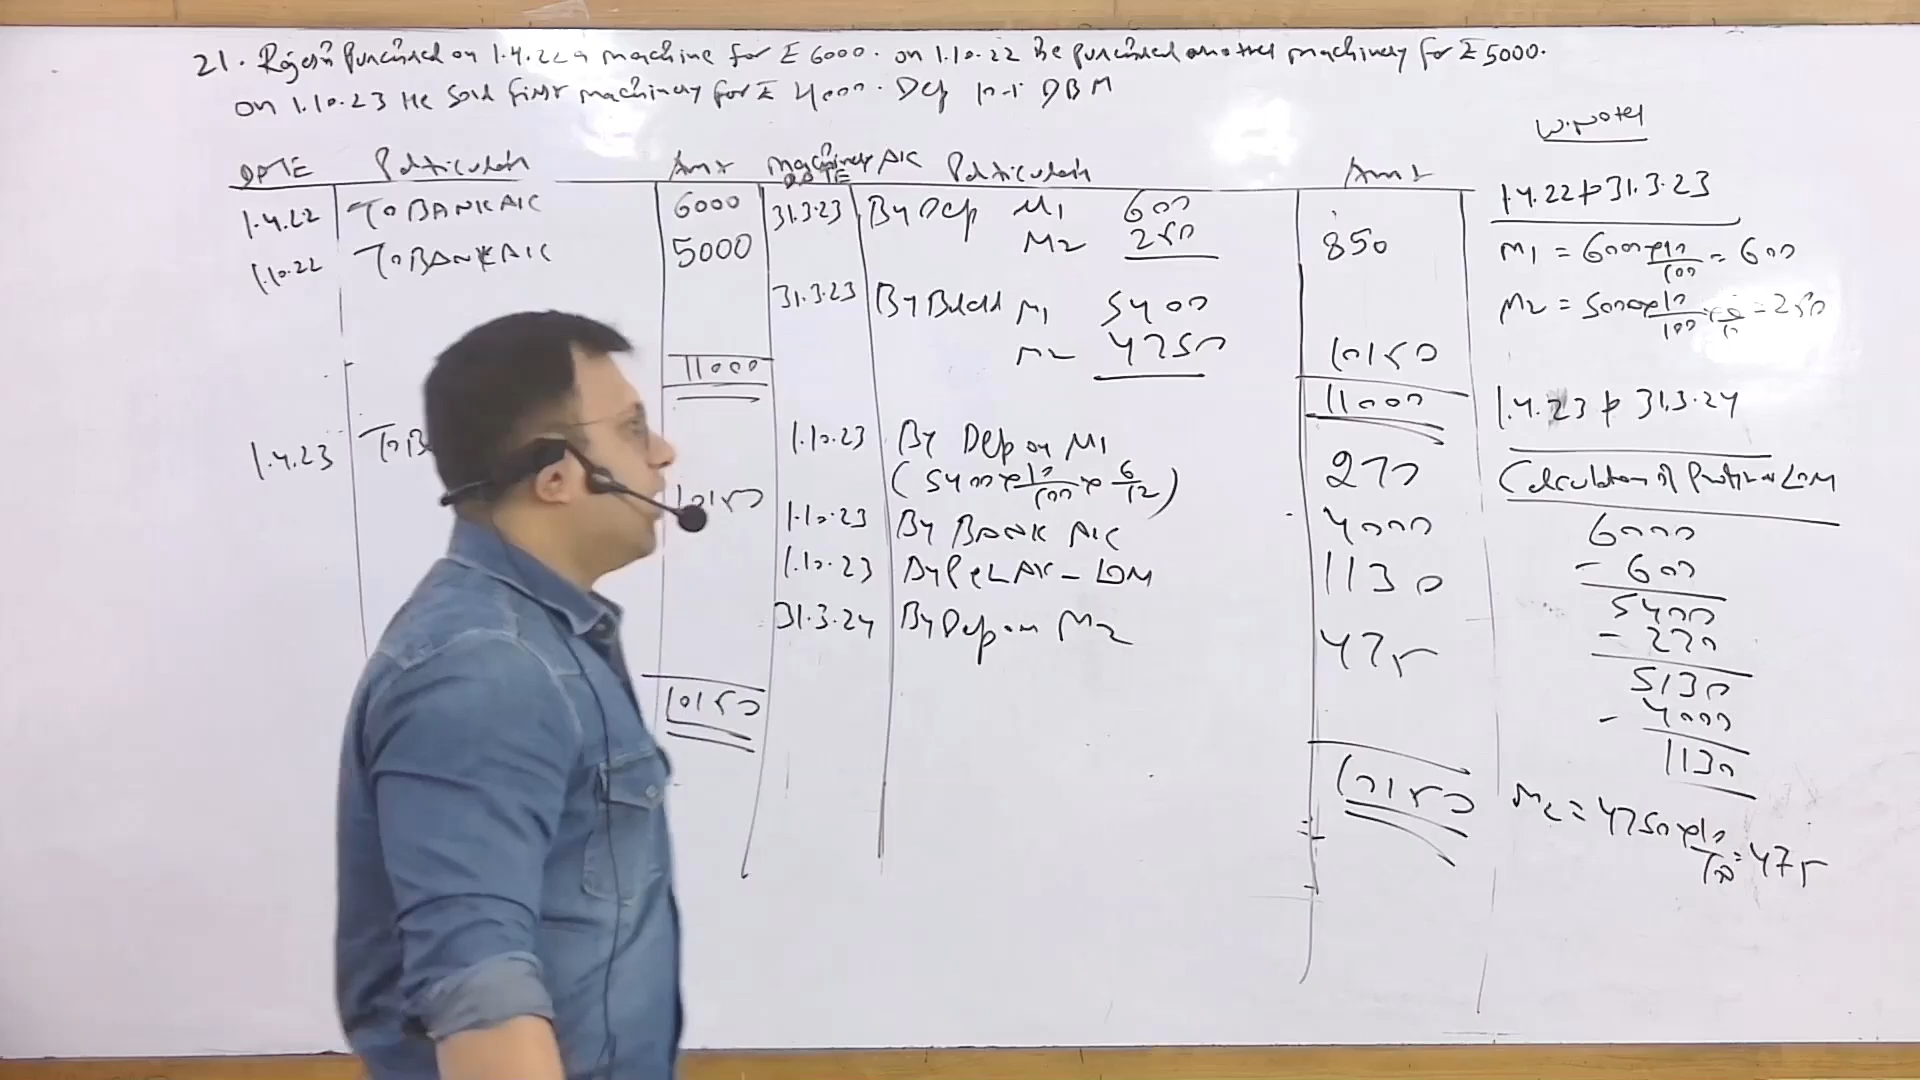 21. Rajesh purchased on 1.4.22 a machine for ₹ 6000. on 1.10.22 He purchased another machinery for ₹ 5000.
on 1.10.23 He Sold first machinery for ₹ 4000. Dep 10% DBM
W.Notes
Machinery A/C
DATE Particulars Amt DATE Particulars Amt
1.4.22 To BANK A/C 6000 31.3.23 By Dep M1 600
M2 250 850
1.10.22 To BANK A/C 5000
31.3.23 By Bal c/d M1 5400
M2 4750 10150
11000 11000
1.4.23 To B 10150 1.10.23 By Dep on M1
(5400 x 10/100 x 6/12) 270
1.10.23 By BANK A/C 4000
1.10.23 By P&L A/C - LOM 1130
31.3.24 By Dep on M2 475
10150 10150
1.4.22 to 31.3.23
M1 = 6000 x 10/100 = 600
M2 = 5000 x 10/100 x 6/12 = 250
1.4.23 to 31.3.24
Calculation of Profit or LOM
6000
- 600
5400
- 270
5130
- 4000
1130
M2 = 4750 x 10/100 = 475